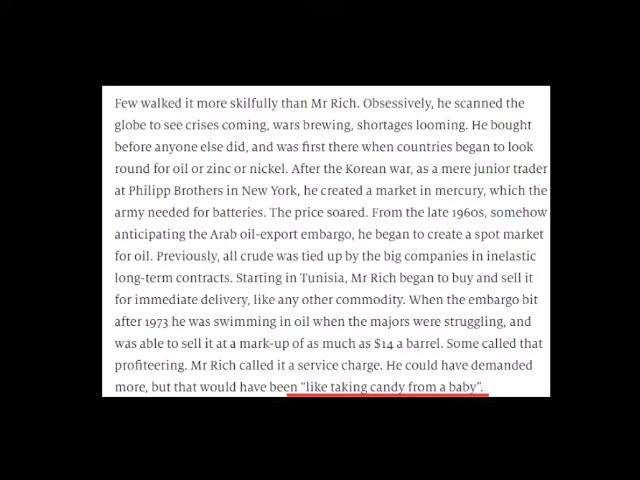 Few walked it more skilfully than Mr Rich. Obsessively, he scanned the
globe to see crises coming, wars brewing, shortages looming. He bought
before anyone else did, and was first there when countries began to look
round for oil or zinc or nickel. After the Korean war, as a mere junior trader
at Philipp Brothers in New York, he created a market in mercury, which the
army needed for batteries. The price soared. From the late 1960s, somehow
anticipating the Arab oil-export embargo, he began to create a spot market
for oil. Previously, all crude was tied up by the big companies in inelastic
long-term contracts. Starting in Tunisia, Mr Rich began to buy and sell it
for immediate delivery, like any other commodity. When the embargo bit
after 1973 he was swimming in oil when the majors were struggling, and
was able to sell it at a mark-up of as much as $14 a barrel. Some called that
profiteering. Mr Rich called it a service charge. He could have demanded
more, but that would have been “like taking candy from a baby”.